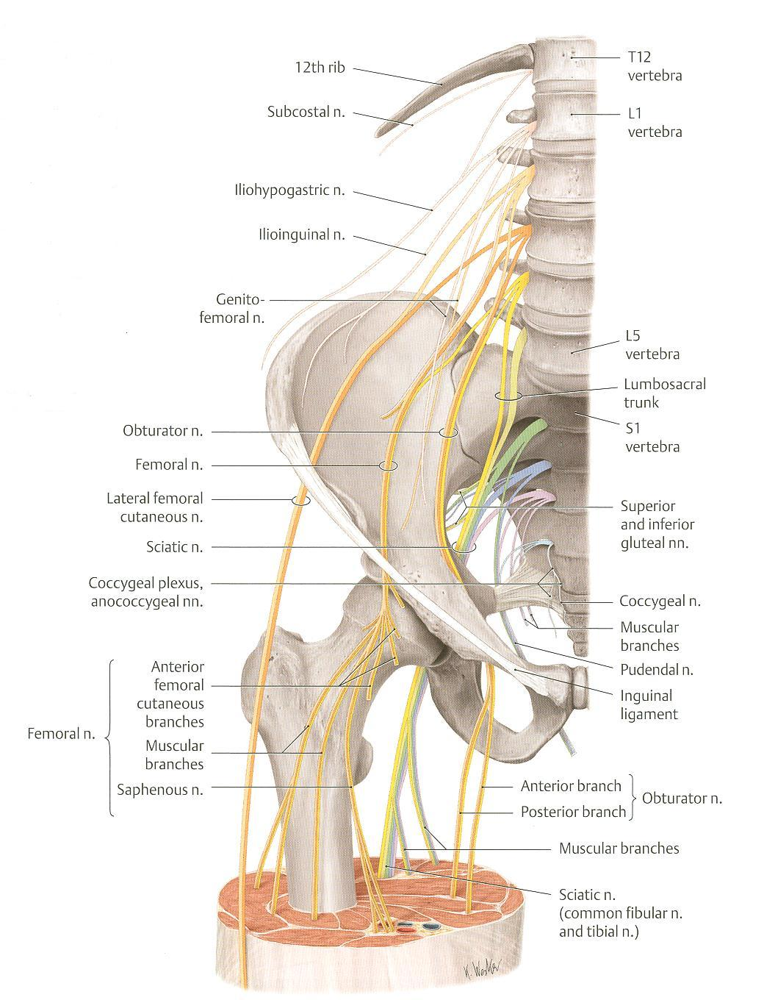 12th rib
T12
vertebra
Subcostal n.
L1
vertebra
Iliohypogastric n.
Ilioinguinal n.
Genito-
femoral n.
L5
vertebra
Lumbosacral
trunk
Obturator n.
S1
vertebra
Femoral n.
Lateral femoral
cutaneous n.
Superior
and inferior
gluteal nn.
Sciatic n.
Coccygeal plexus,
anococcygeal nn.
Coccygeal n.
Muscular
branches
Pudendal n.
Inguinal
ligament
Femoral n.
Anterior
femoral
cutaneous
branches
Muscular
branches
Saphenous n.
Anterior branch
Posterior branch
Obturator n.
Muscular branches
Sciatic n.
(common fibular n.
and tibial n.)